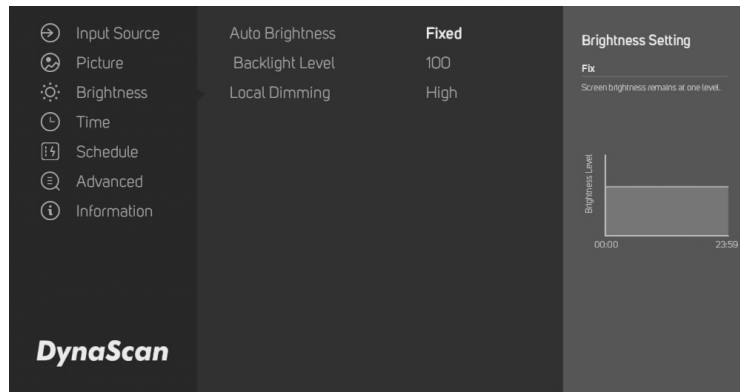 Input Source
Picture
Brightness
Time
Schedule
Advanced
Information
DynaScan
Auto Brightness Fixed
Backlight Level 100
Local Dimming High
Brightness Setting
Fix
Screen brightness remains at one level.
Brightness Level
00:00 23:59